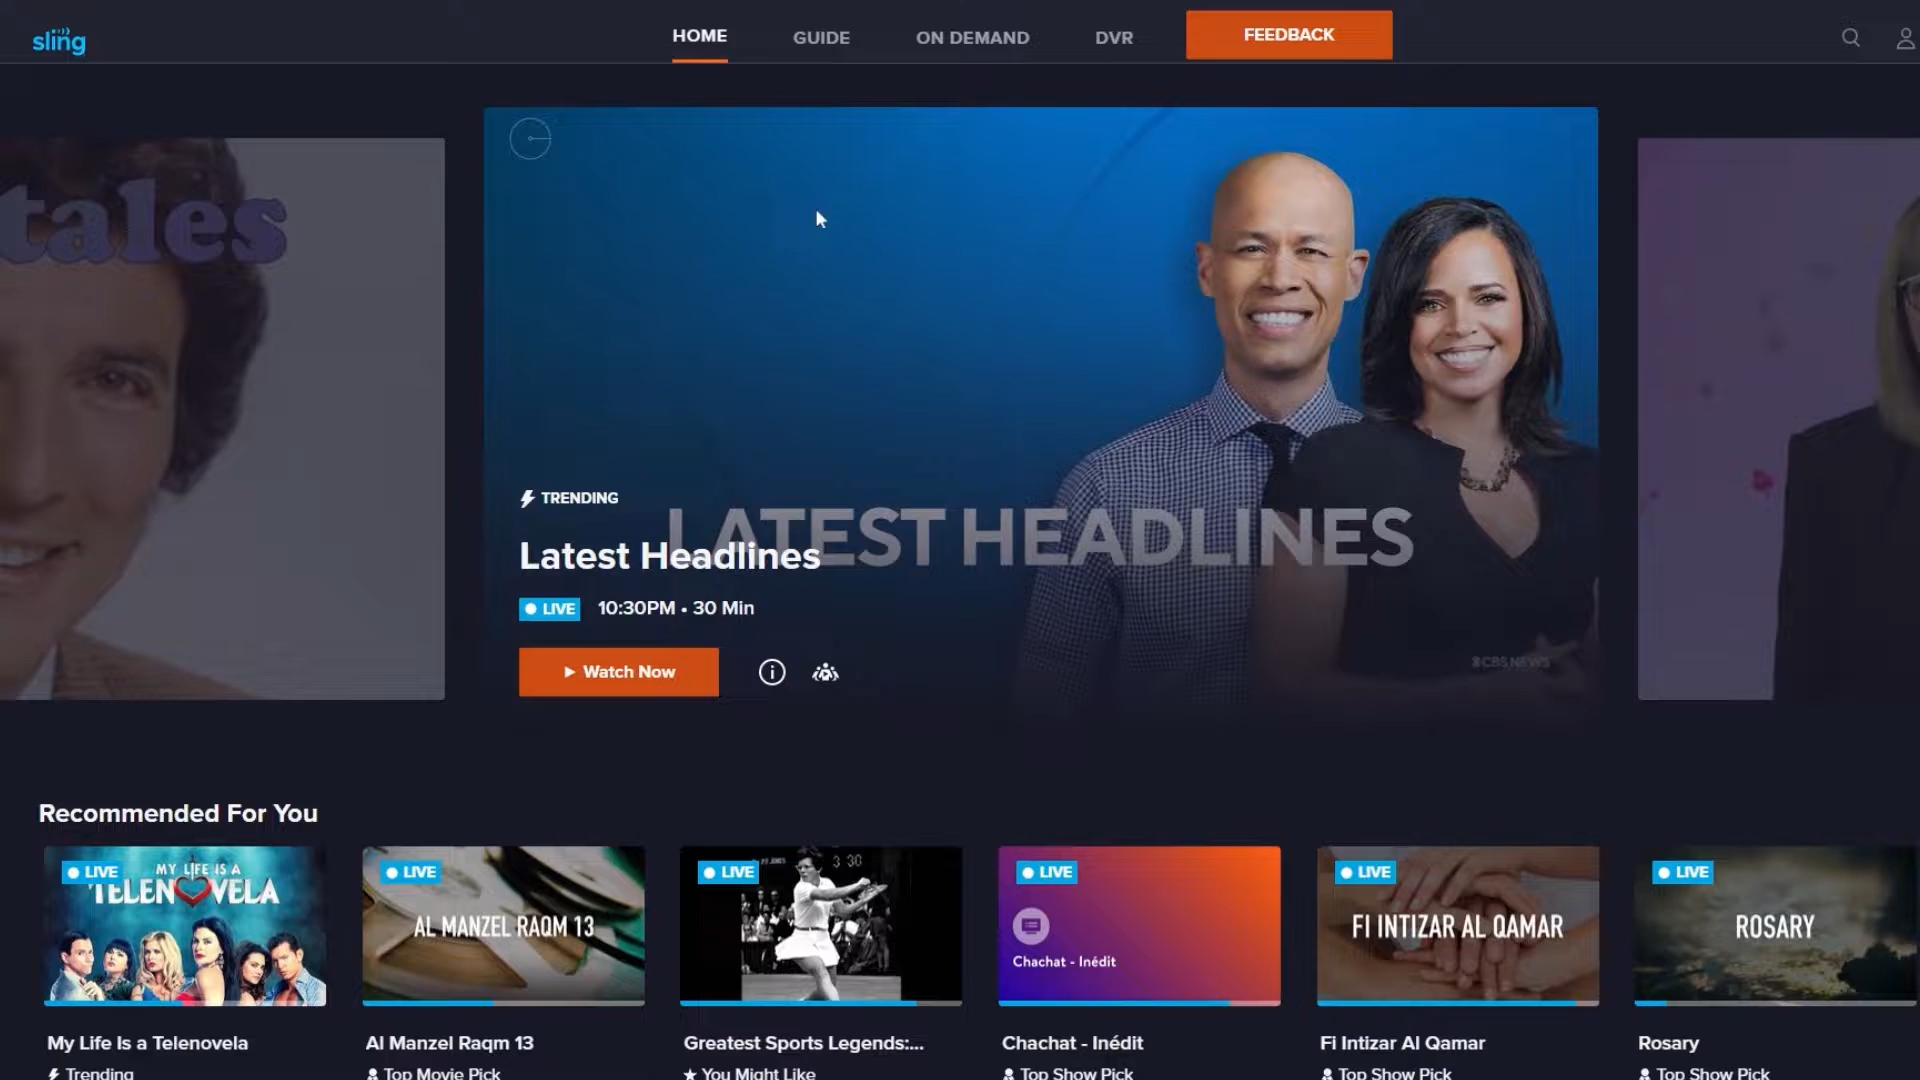 sling
HOME
GUIDE
ON DEMAND
DVR
FEEDBACK
tales
TRENDING
LATEST HEADLINES
Latest Headlines
LIVE
10:30PM • 30 Min
CBS NEWS
Watch Now
Recommended For You
LIVE
MY LIFE IS A
TELENOVELA
LIVE
AL MANZEL RAQM 13
LIVE
3 30
LIVE
Chachat - Inédit
LIVE
FI INTIZAR AL QAMAR
LIVE
ROSARY
My Life Is a Telenovela
Al Manzel Raqm 13
Greatest Sports Legends:...
Chachat - Inédit
Fi Intizar Al Qamar
Rosary
Trending
Top Movie Pick
You Might Like
Top Show Pick
Top Show Pick
Top Show Pick